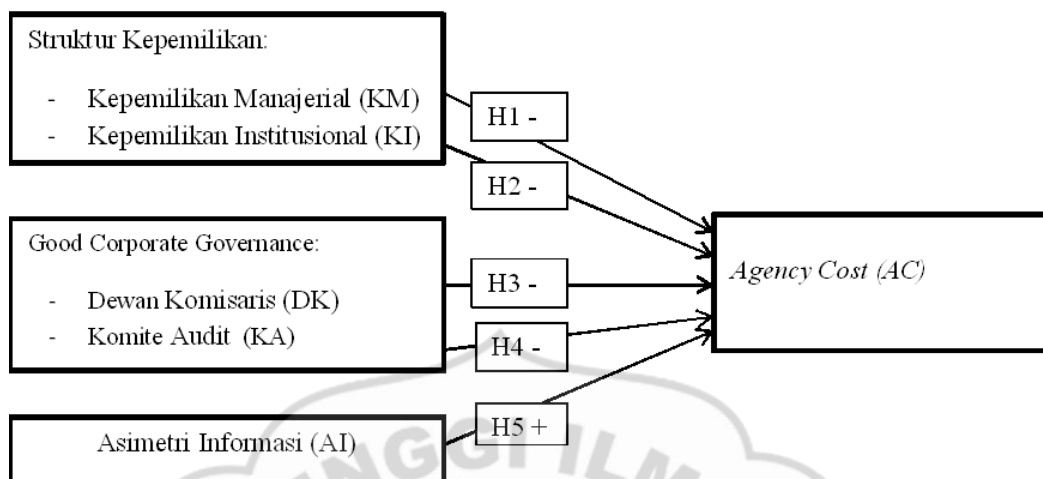 Struktur Kepemilikan:
- Kepemilikan Manajerial (KM)
- Kepemilikan Institusional (KI)
H1 -
H2 -
Good Corporate Governance:
- Dewan Komisaris (DK)
- Komite Audit (KA)
H3 -
H4 -
Agency Cost (AC)
Asimetri Informasi (AI)
H5 +